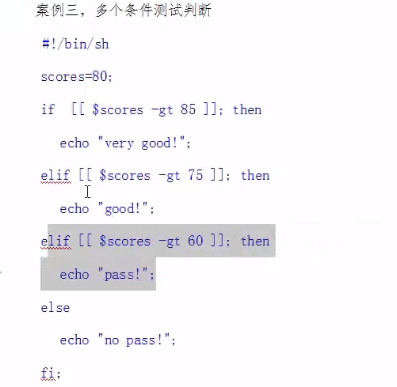 案例三，多个条件测试判断
#!/bin/sh
scores=80;
if [[ $scores -gt 85 ]]; then
echo "very good!";
elif [[ $scores -gt 75 ]]; then
echo "good!";
elif [[ $scores -gt 60 ]]; then
echo "pass!";
else
echo "no pass!";
fi;